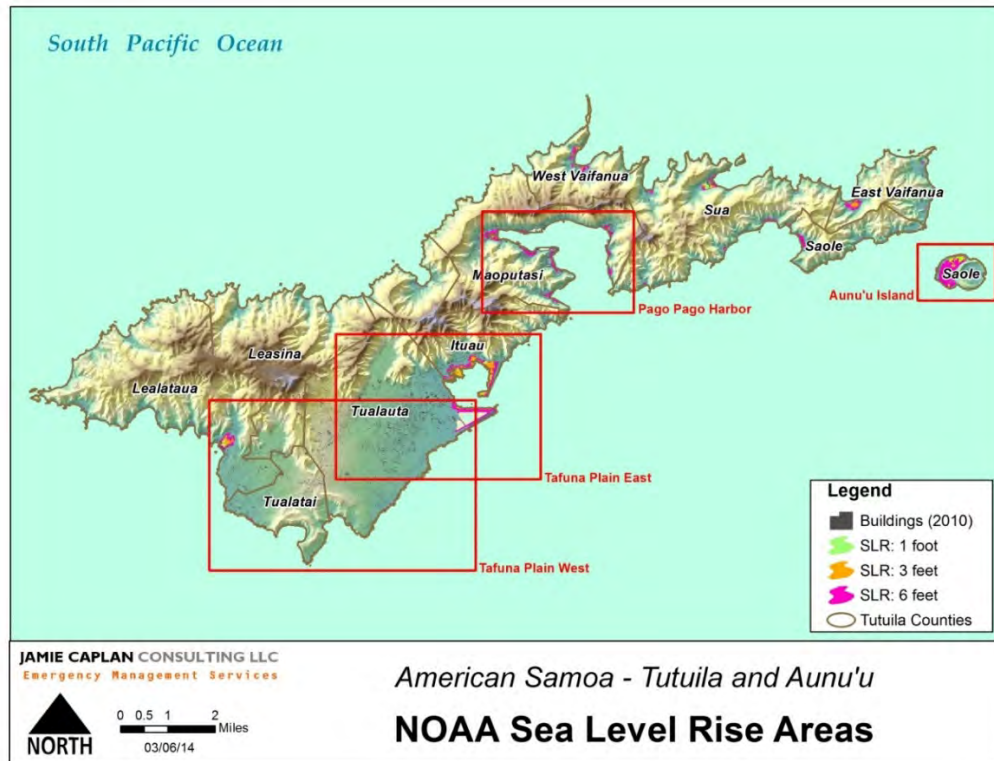 South Pacific Ocean
West Vaifanua
East Vaifanua
Sua
Saole
Saole
Aunu'u Island
Maoputasi
Pago Pago Harbor
Ituau
Leasina
Lealataua
Tualauta
Tafuna Plain East
Tualatai
Tafuna Plain West
Legend
Buildings (2010)
SLR: 1 foot
SLR: 3 feet
SLR: 6 feet
Tutuila Counties
JAMIE CAPLAN CONSULTING LLC
Emergency Management Services
NORTH
0 0.5 1 2
Miles
03/06/14
American Samoa - Tutuila and Aunu'u
NOAA Sea Level Rise Areas